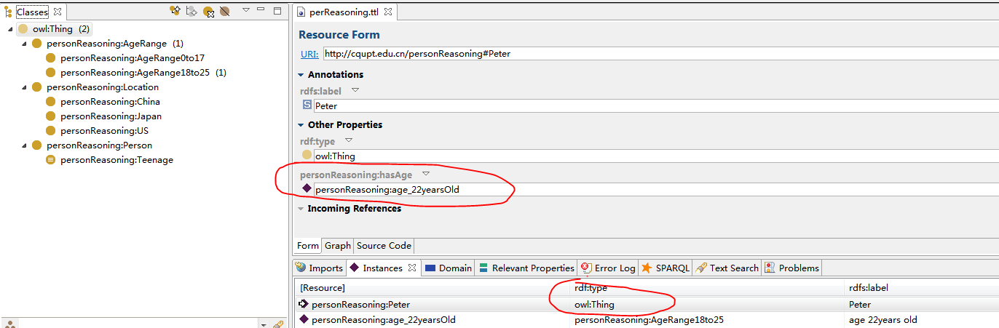 Classes
owl:Thing (2)
personReasoning:AgeRange (1)
personReasoning:AgeRange0to17
personReasoning:AgeRange18to25 (1)
personReasoning:Location
personReasoning:China
personReasoning:Japan
personReasoning:US
personReasoning:Person
personReasoning:Teenage
perReasoning.ttl
Resource Form
URI: http://cqupt.edu.cn/personReasoning#Peter
Annotations
rdfs:label
S Peter
Other Properties
rdf:type
owl:Thing
personReasoning:hasAge
personReasoning:age_22yearsOld
Incoming References
Form Graph Source Code
Imports Instances Domain Relevant Properties Error Log SPARQL Text Search Problems
[Resource] rdf:type rdfs:label
personReasoning:Peter owl:Thing Peter
personReasoning:age_22yearsOld personReasoning:AgeRange18to25 age 22years old